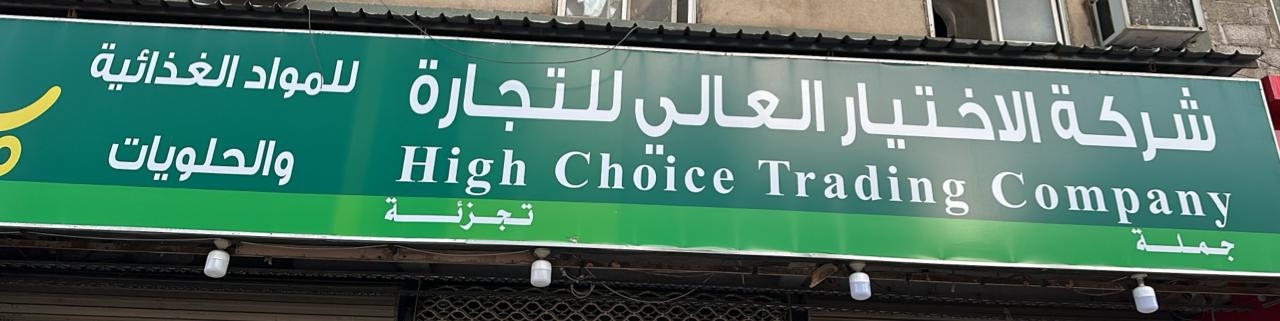 شركة الاختيار العالي للتجارة
High Choice Trading Company
للمواد الغذائية
والحلويات
جملة
تجزئة